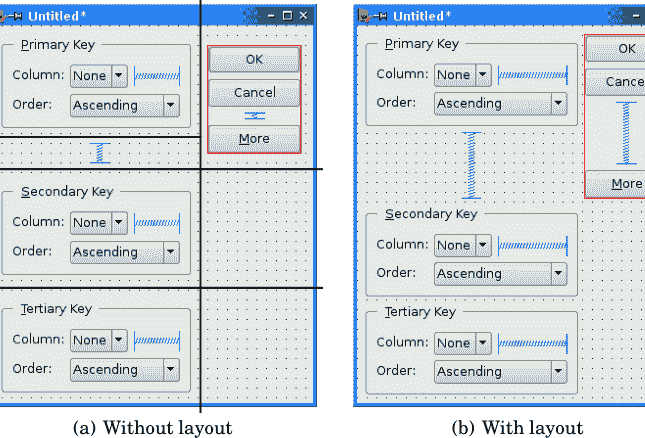 Untitled*
Primary Key
Column: None
Order: Ascending
OK
Cancel
More
Secondary Key
Column: None
Order: Ascending
Tertiary Key
Column: None
Order: Ascending
(a) Without layout
Untitled*
Primary Key
Column: None
Order: Ascending
OK
Cance
More
Secondary Key
Column: None
Order: Ascending
Tertiary Key
Column: None
Order: Ascending
(b) With layout